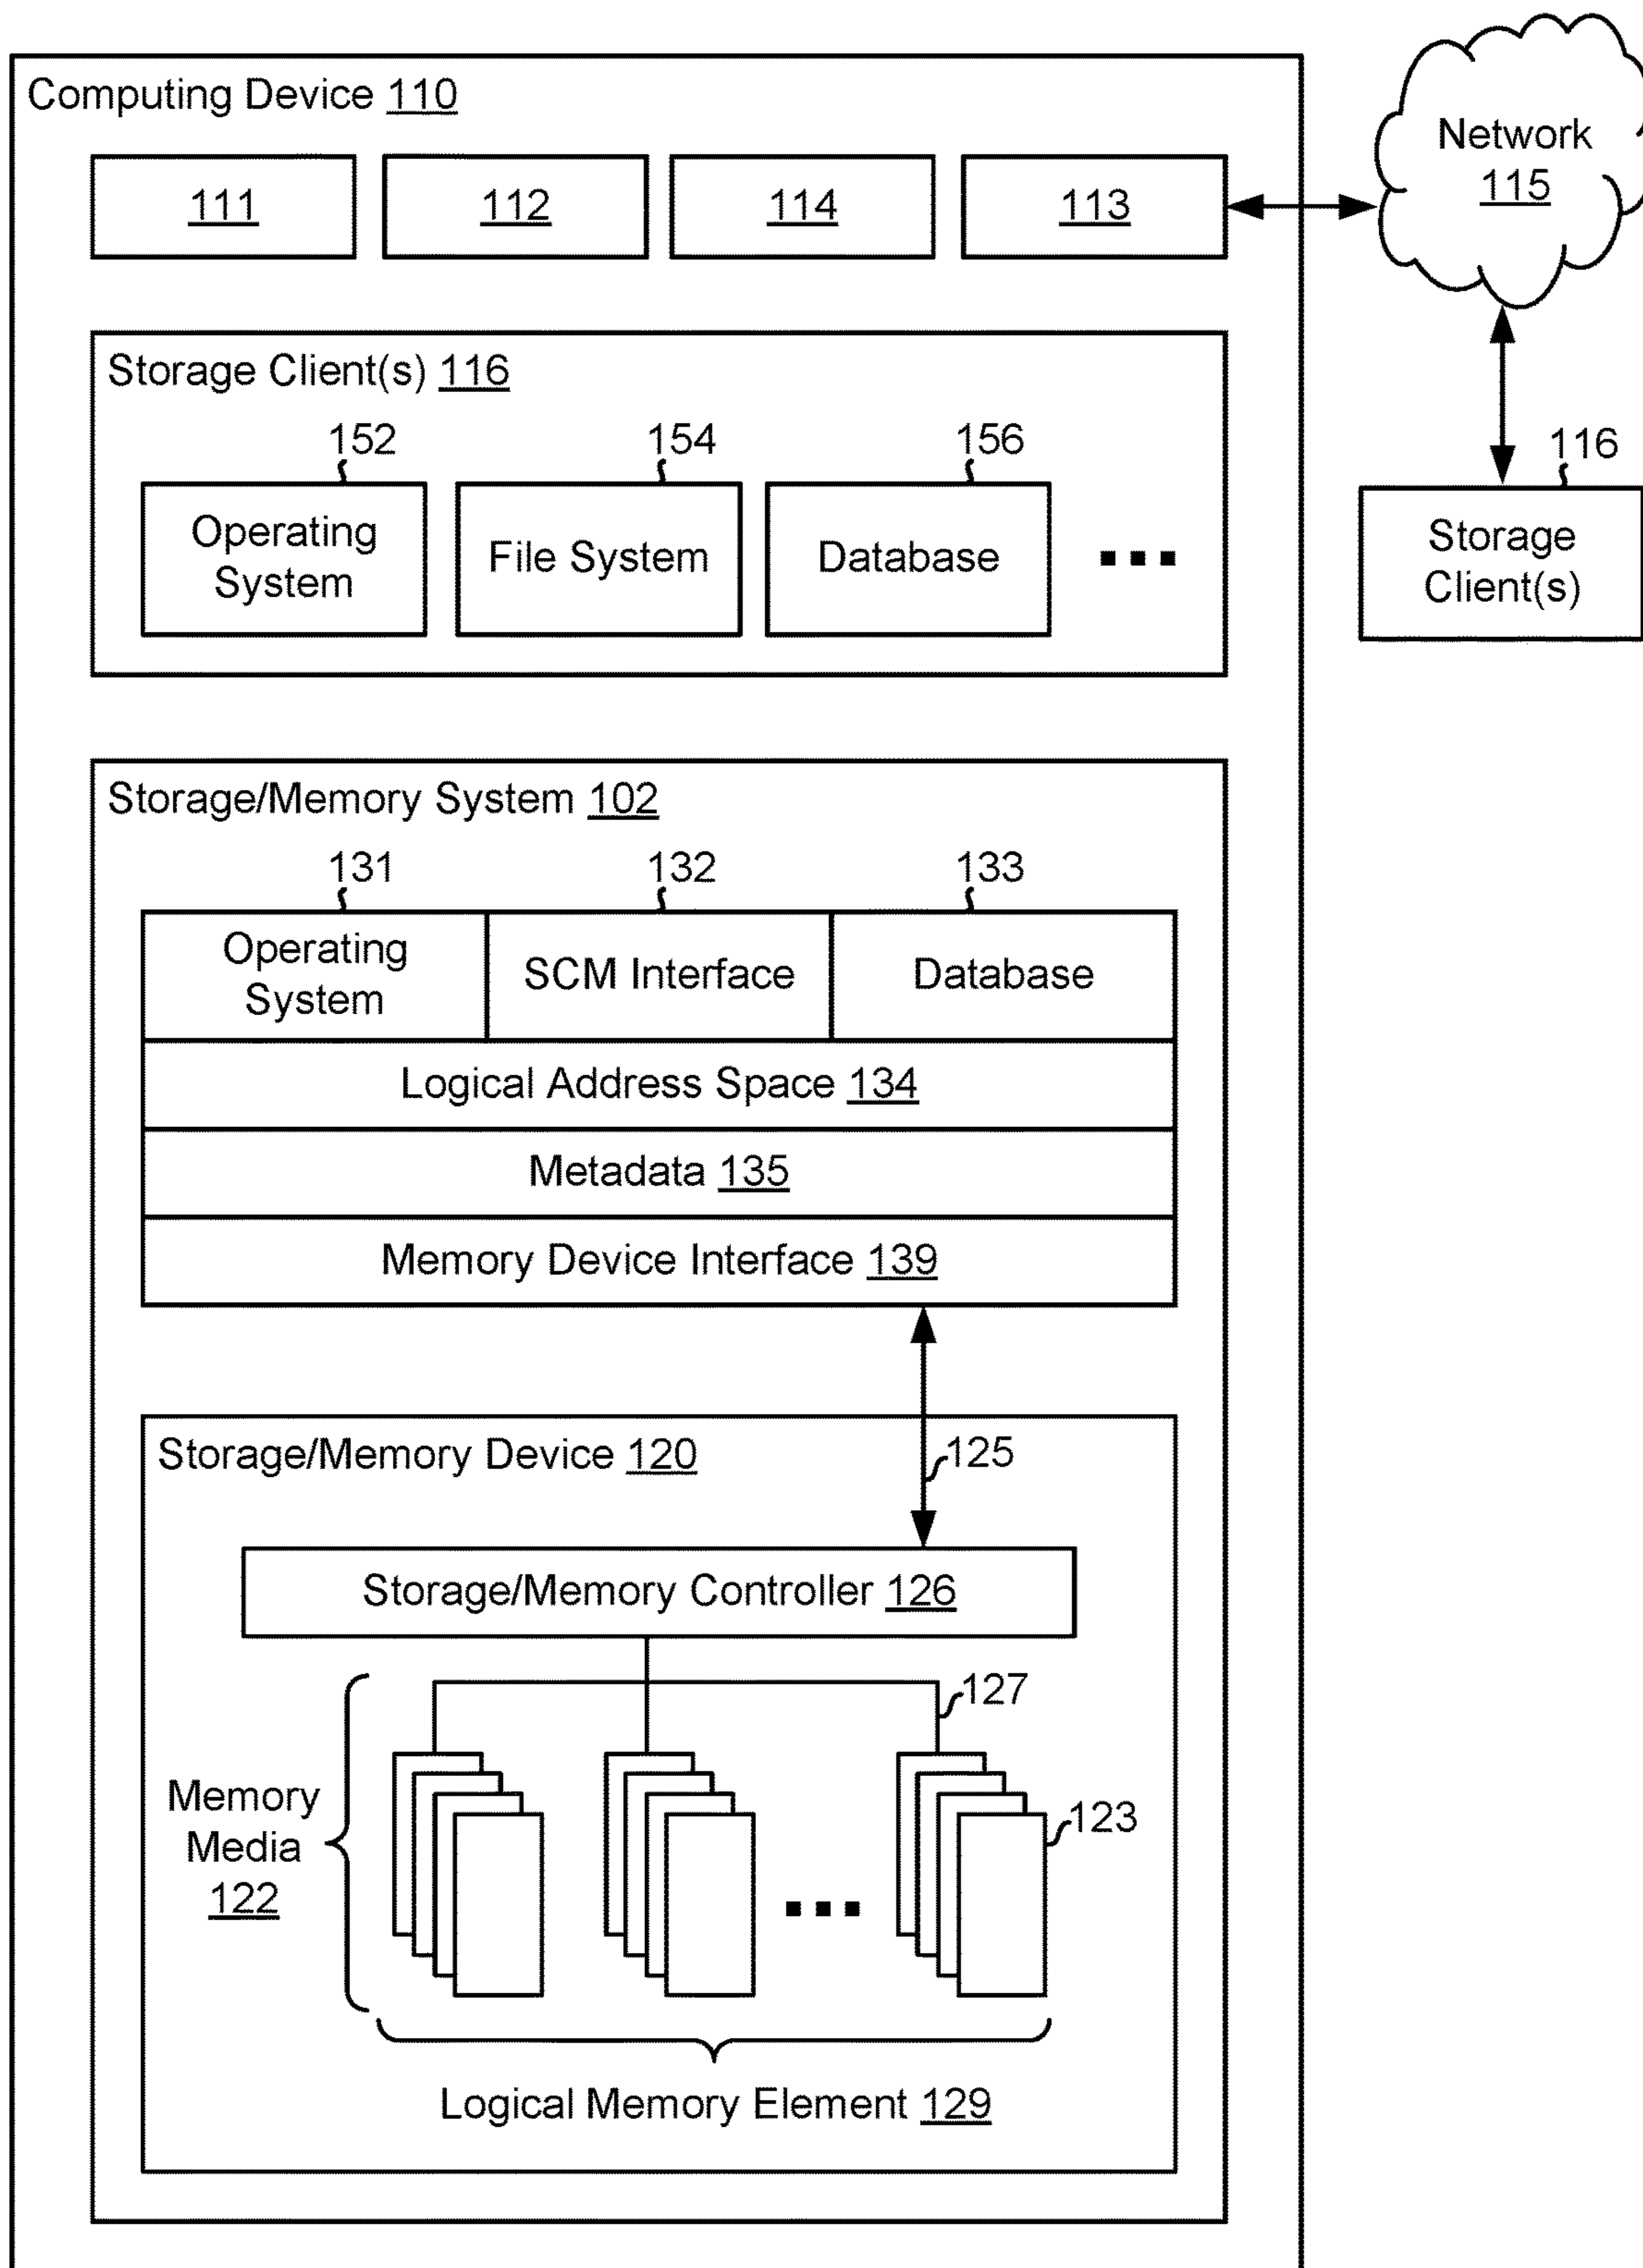 Computing Device 110
111
112
114
113
Network
115
Storage Client(s) 116
152
154
156
116
Operating
System
File System
Database
Storage
Client(s)
Storage/Memory System 102
131
132
133
Operating
System
SCM Interface
Database
Logical Address Space 134
Metadata 135
Memory Device Interface 139
Storage/Memory Device 120
125
Storage/Memory Controller 126
127
Memory
Media
122
123
Logical Memory Element 129